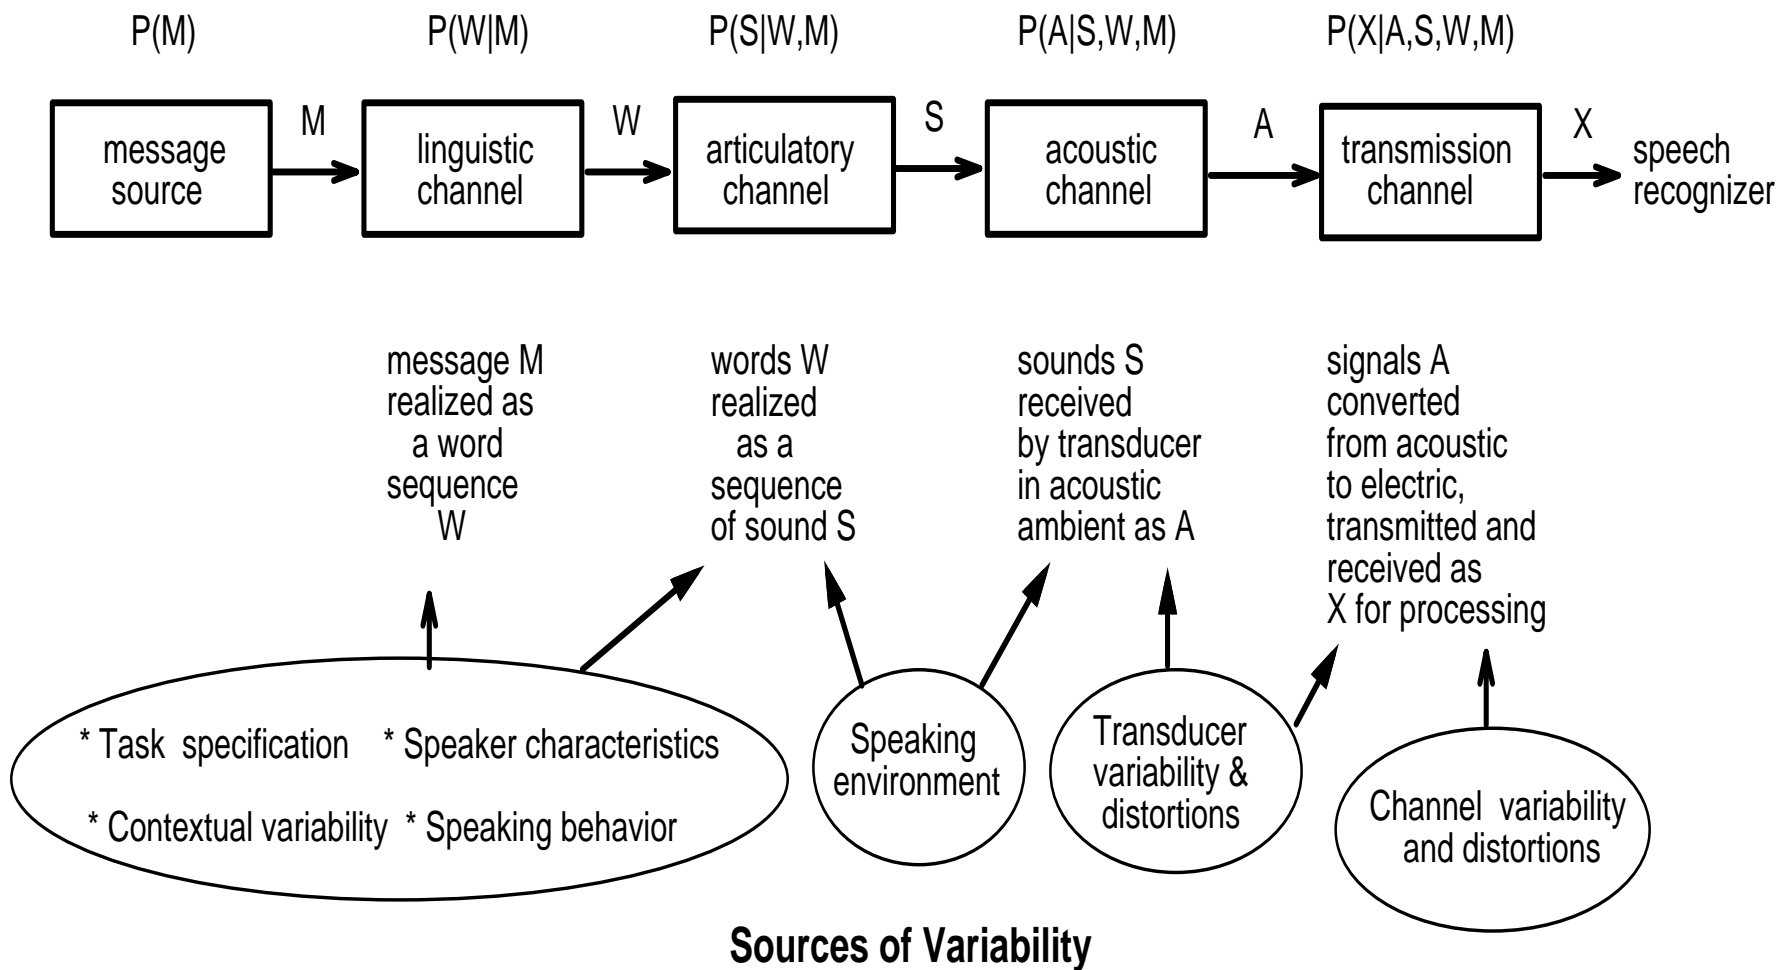 P(M)
P(W|M)
P(S|W,M)
P(A|S,W,M)
P(X|A,S,W,M)
message
source
M
linguistic
channel
W
articulatory
channel
S
acoustic
channel
A
transmission
channel
X
speech
recognizer
message M
realized as
a word
sequence
W
words W
realized
as a
sequence
of sound S
sounds S
received
by transducer
in acoustic
ambient as A
signals A
converted
from acoustic
to electric,
transmitted and
received as
X for processing
* Task specification * Speaker characteristics
* Contextual variability * Speaking behavior
Speaking
environment
Transducer
variability &
distortions
Channel variability
and distortions
Sources of Variability